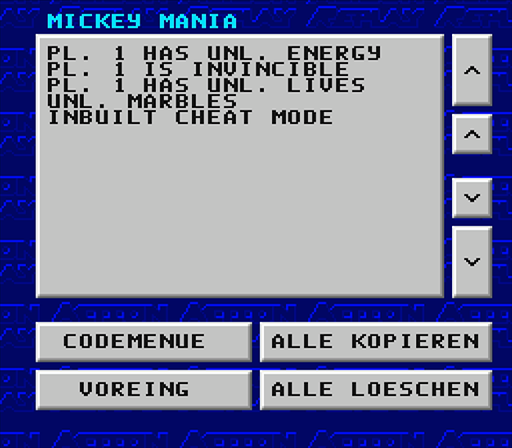 MICKEY MANIA
PL. 1 HAS UNL. ENERGY
PL. 1 IS INVINCIBLE
PL. 1 HAS UNL. LIVES
UNL. MARBLES
INBUILT CHEAT MODE
CODEMENUE
ALLE KOPIEREN
VOREING
ALLE LOESCHEN